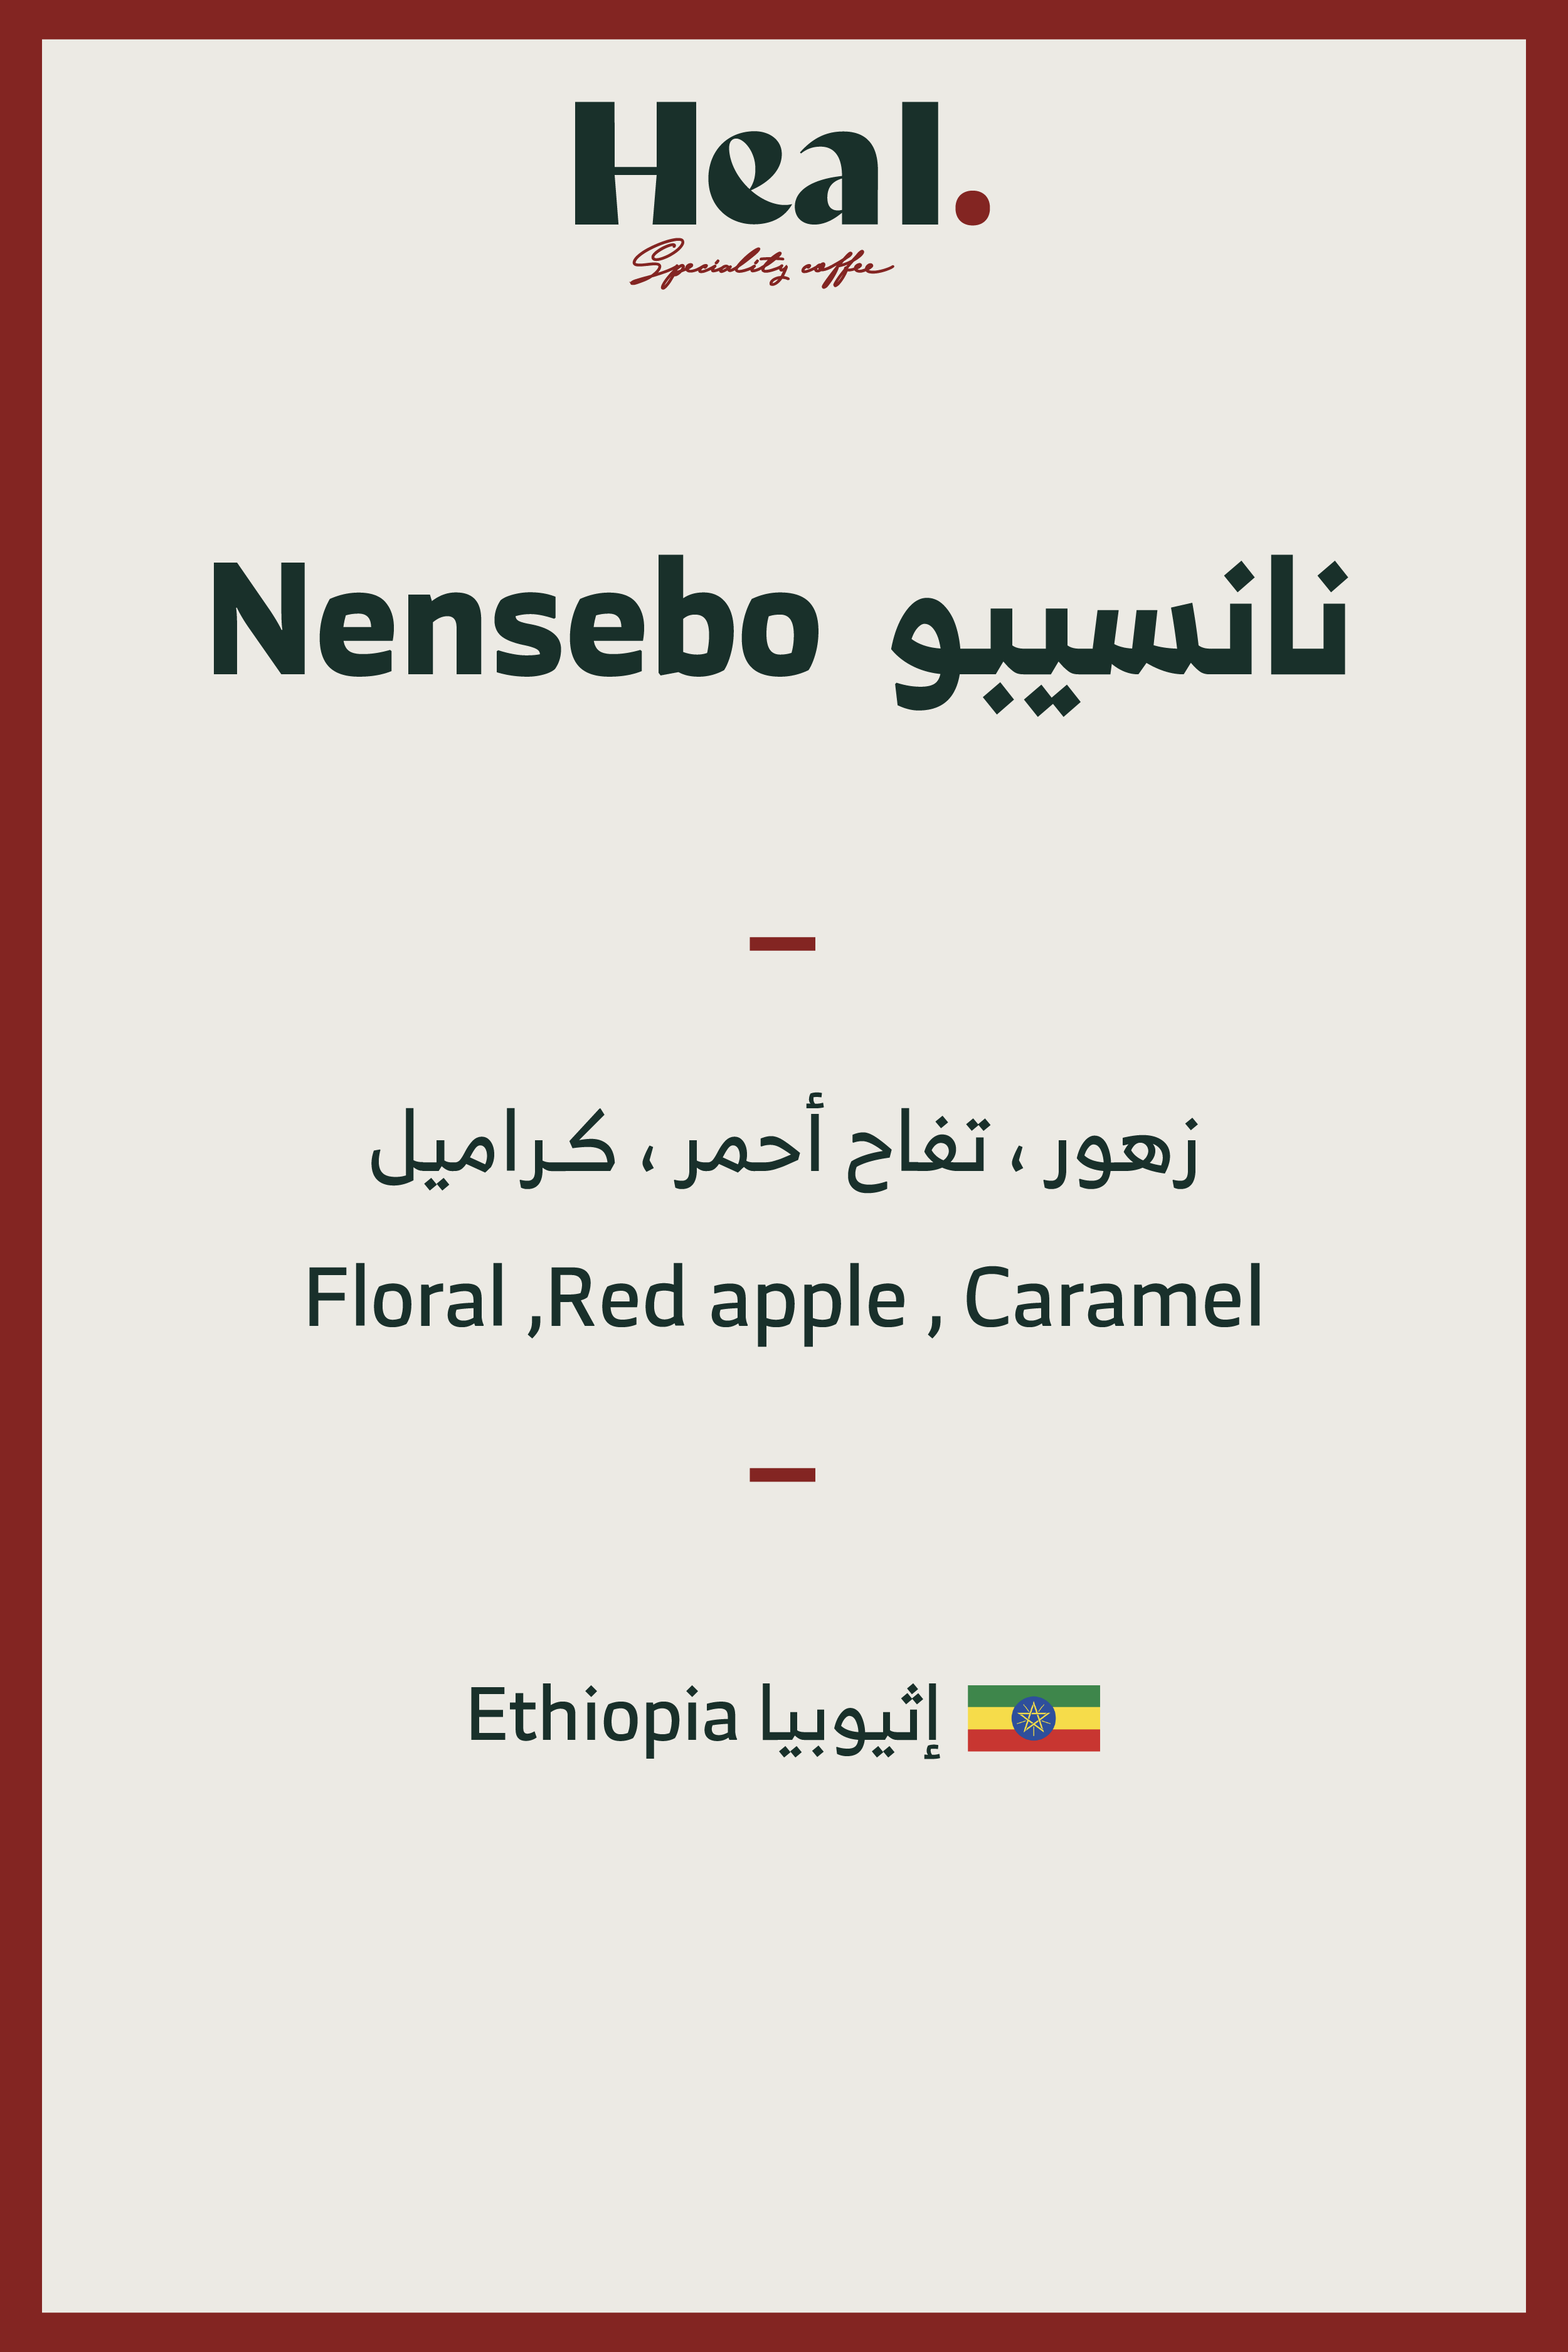 Heal.
Speciality coffee
Nensebo نانسيبو
زهور ، تفاح أحمر ، كراميل
Floral ,Red apple , Caramel
Ethiopia إثيوبيا